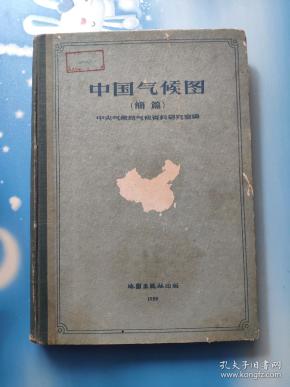 中国气候图
(简篇)
中央气象局气候资料研究室编
地图出版社出版
1960
孔夫子旧书网